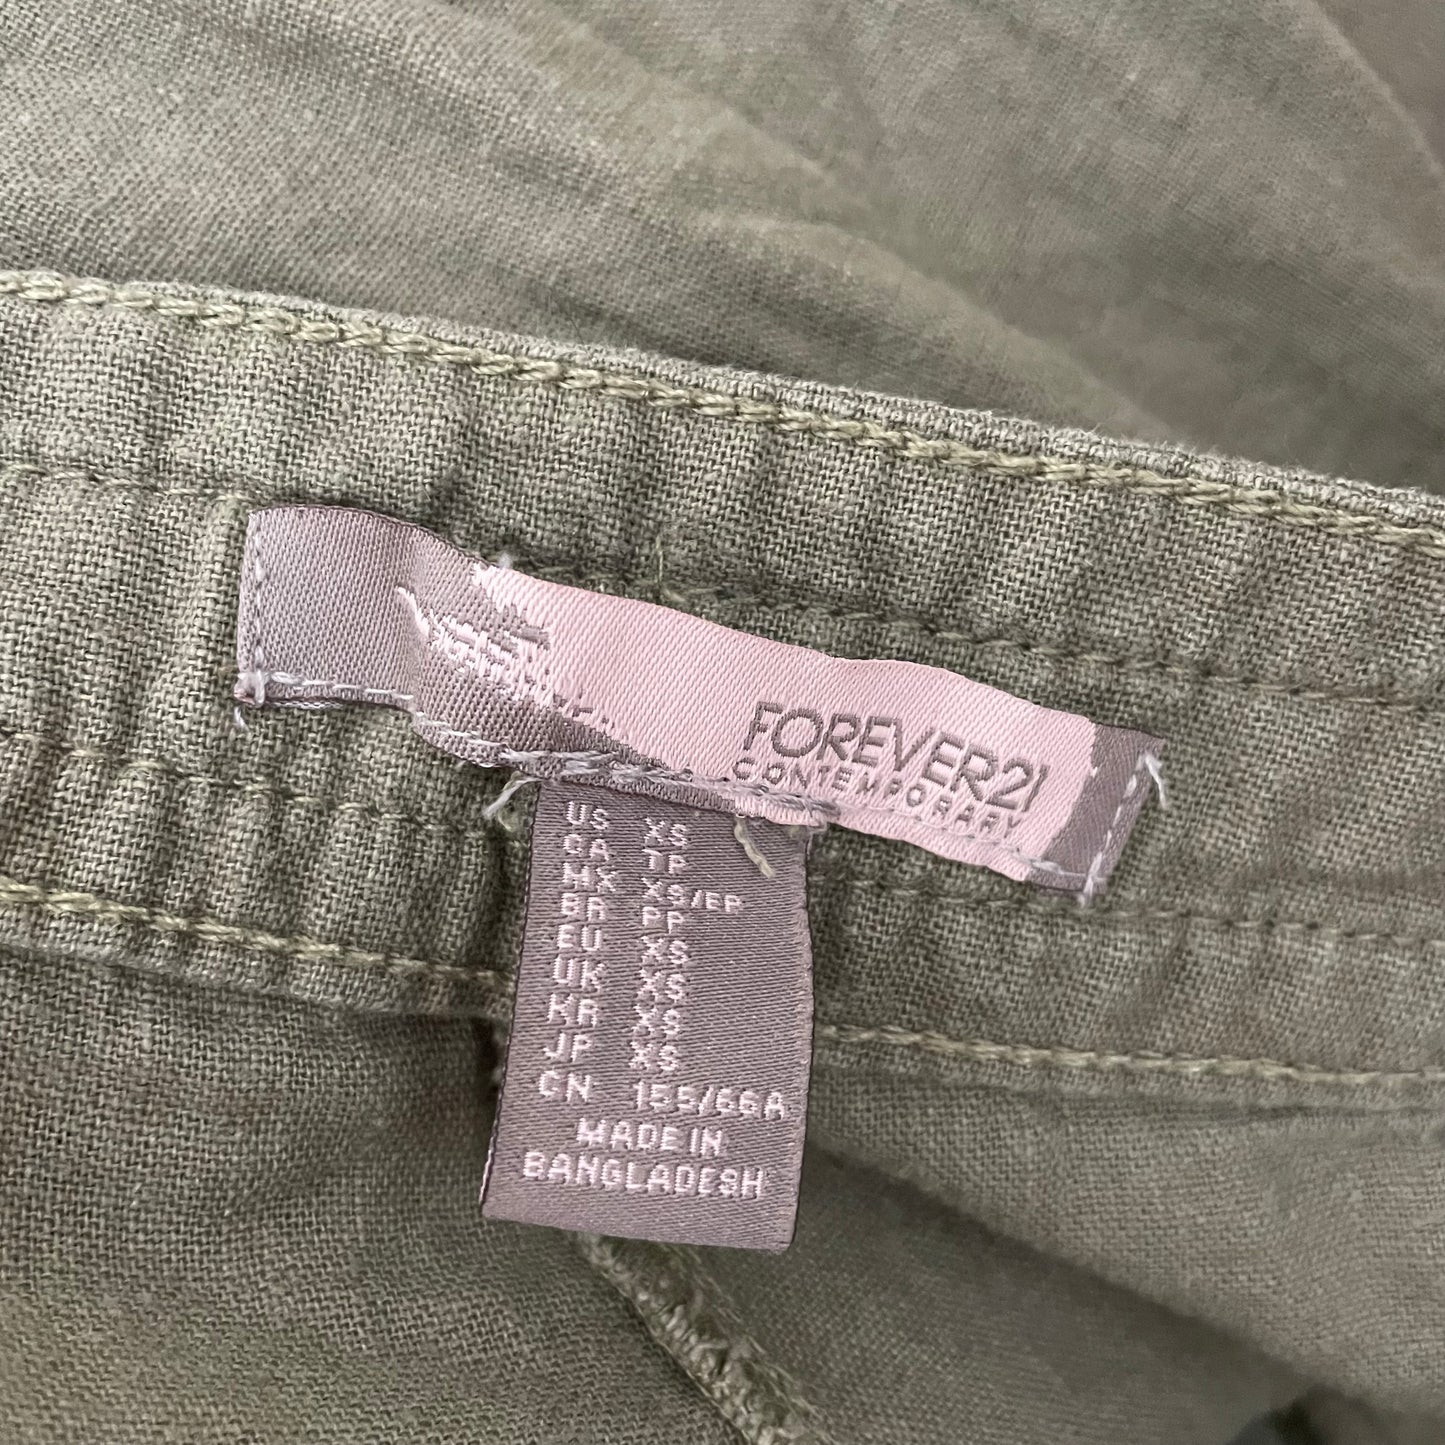 FOREVER21
CONTEMPORARY
US XS
CA TP
MX XS/EP
BR PP
EU XS
UK XS
KR XS
JP XS
CN 155/66A
MADE IN
BANGLADESH